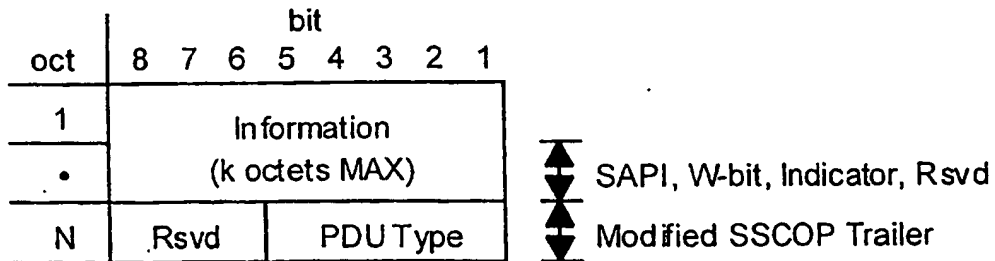 bit
oct 8 7 6 5 4 3 2 1
1 Information
• (k octets MAX) SAPI, W-bit, Indicator, Rsvd
N Rsvd PDU Type Modified SSCOP Trailer